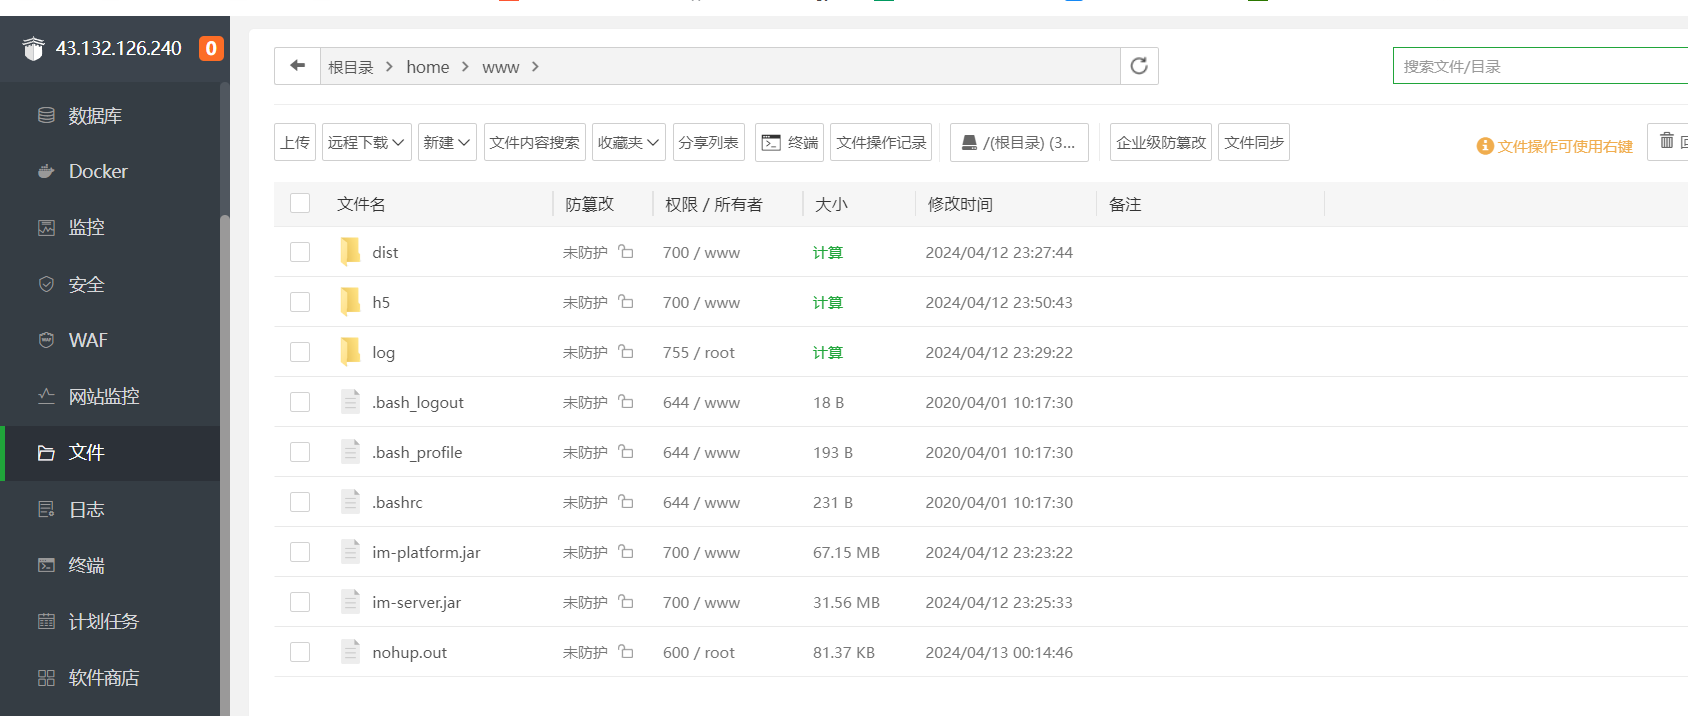 43.132.126.240 0
数据库
Docker
监控
安全
WAF
网站监控
文件
日志
终端
计划任务
软件商店
根目录 > home > www >
搜索文件/目录
上传 远程下载 新建 文件内容搜索 收藏夹 分享列表 终端 文件操作记录 /(根目录) (3... 企业级防篡改 文件同步 文件操作可使用右键
文件名 防篡改 权限 / 所有者 大小 修改时间 备注
dist 未防护 700 / www 计算 2024/04/12 23:27:44
h5 未防护 700 / www 计算 2024/04/12 23:50:43
log 未防护 755 / root 计算 2024/04/12 23:29:22
.bash_logout 未防护 644 / www 18 B 2020/04/01 10:17:30
.bash_profile 未防护 644 / www 193 B 2020/04/01 10:17:30
.bashrc 未防护 644 / www 231 B 2020/04/01 10:17:30
im-platform.jar 未防护 700 / www 67.15 MB 2024/04/12 23:23:22
im-server.jar 未防护 700 / www 31.56 MB 2024/04/12 23:25:33
nohup.out 未防护 600 / root 81.37 KB 2024/04/13 00:14:46